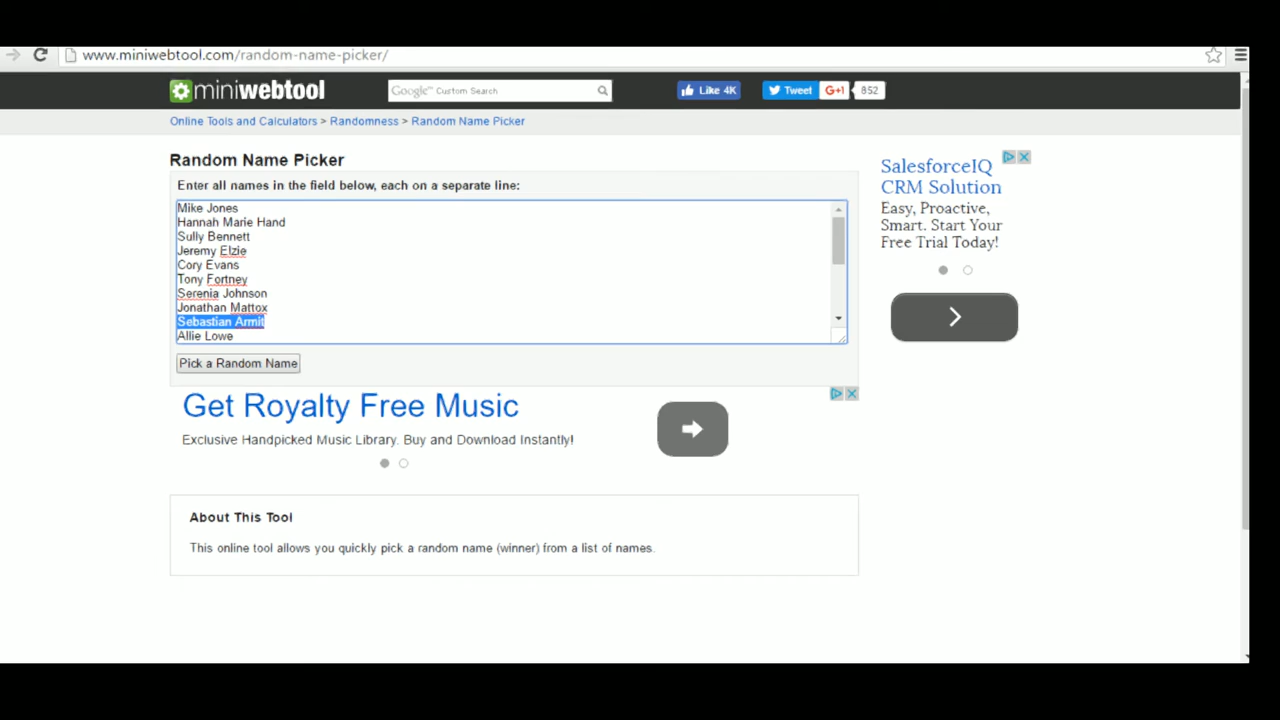 www.miniwebtool.com/random-name-picker/
miniwebtool
Google™ Custom Search
Like 4K
Tweet
G+1
852
Online Tools and Calculators > Randomness > Random Name Picker
Random Name Picker
Enter all names in the field below, each on a separate line:
Mike Jones
Hannah Marie Hand
Sully Bennett
Jeremy Elzie
Cory Evans
Tony Fortney
Serenia Johnson
Jonathan Mattox
Sebastian Armit
Allie Lowe
Pick a Random Name
SalesforceIQ
CRM Solution
Easy, Proactive,
Smart. Start Your
Free Trial Today!
Get Royalty Free Music
Exclusive Handpicked Music Library. Buy and Download Instantly!
About This Tool
This online tool allows you quickly pick a random name (winner) from a list of names.